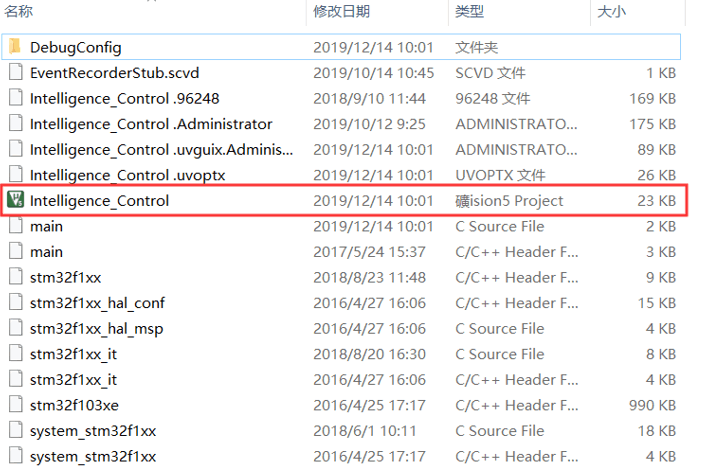 名称 修改日期 类型 大小
DebugConfig 2019/12/14 10:01 文件夹
EventRecorderStub.scvd 2019/10/14 10:45 SCVD 文件 1 KB
Intelligence_Control .96248 2018/9/10 11:44 96248 文件 169 KB
Intelligence_Control .Administrator 2019/10/12 9:25 ADMINISTRATO... 175 KB
Intelligence_Control .uvguix.Adminis... 2019/12/14 10:01 ADMINISTRATO... 89 KB
Intelligence_Control .uvoptx 2019/12/14 10:01 UVOPTX 文件 26 KB
Intelligence_Control 2019/12/14 10:01 礦ision5 Project 23 KB
main 2019/12/14 10:01 C Source File 2 KB
main 2017/5/24 15:37 C/C++ Header F... 3 KB
stm32f1xx 2018/8/23 11:48 C/C++ Header F... 9 KB
stm32f1xx_hal_conf 2016/4/27 16:06 C/C++ Header F... 15 KB
stm32f1xx_hal_msp 2016/4/27 16:06 C Source File 4 KB
stm32f1xx_it 2018/8/20 16:30 C Source File 8 KB
stm32f1xx_it 2016/4/27 16:06 C/C++ Header F... 4 KB
stm32f103xe 2016/4/25 17:17 C/C++ Header F... 990 KB
system_stm32f1xx 2018/6/1 10:11 C Source File 18 KB
system_stm32f1xx 2016/4/25 17:17 C/C++ Header F... 4 KB